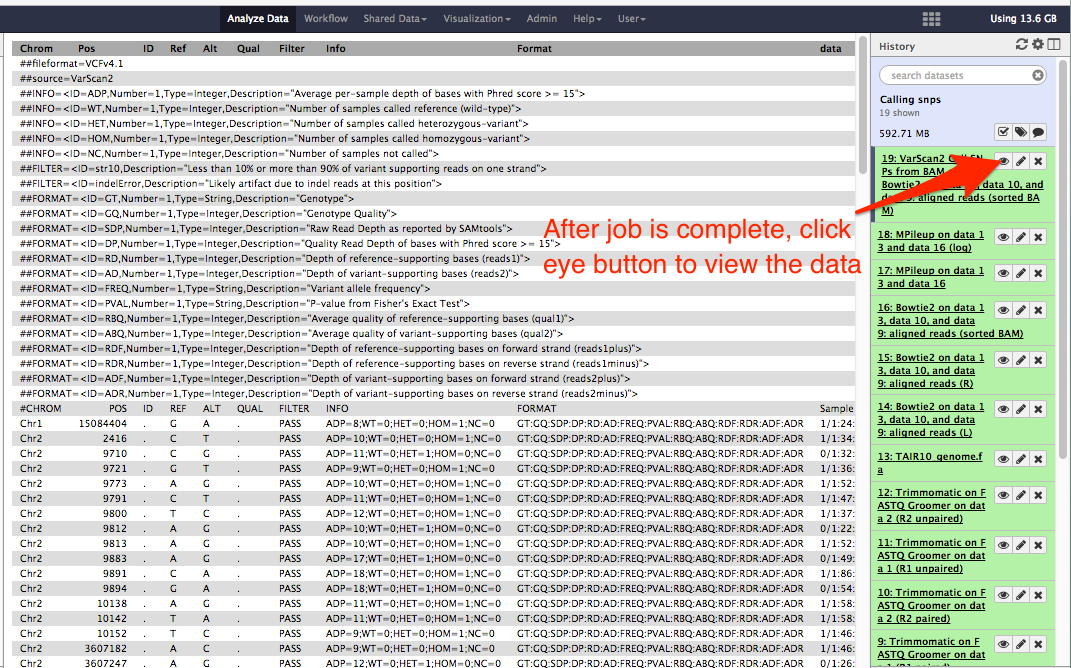 Analyze Data Workflow Shared Data Visualization Admin Help User Using 13.6 GB
Chrom Pos ID Ref Alt Qual Filter Info Format data
##fileformat=VCFv4.1
##source=VarScan2
##INFO=<ID=ADP,Number=1,Type=Integer,Description="Average per-sample depth of bases with Phred score >= 15">
##INFO=<ID=WT,Number=1,Type=Integer,Description="Number of samples called reference (wild-type)">
##INFO=<ID=HET,Number=1,Type=Integer,Description="Number of samples called heterozygous-variant">
##INFO=<ID=HOM,Number=1,Type=Integer,Description="Number of samples called homozygous-variant">
##INFO=<ID=NC,Number=1,Type=Integer,Description="Number of samples not called">
##FILTER=<ID=str10,Description="Less than 10% or more than 90% of variant supporting reads on one strand">
##FILTER=<ID=indelError,Description="Likely artifact due to indel reads at this position">
##FORMAT=<ID=GT,Number=1,Type=String,Description="Genotype">
##FORMAT=<ID=GQ,Number=1,Type=Integer,Description="Genotype Quality">
##FORMAT=<ID=SDP,Number=1,Type=Integer,Description="Raw Read Depth as reported by SAMtools">
##FORMAT=<ID=DP,Number=1,Type=Integer,Description="Quality Read Depth of bases with Phred score >= 15">
##FORMAT=<ID=RD,Number=1,Type=Integer,Description="Depth of reference-supporting bases (reads1)">
##FORMAT=<ID=AD,Number=1,Type=Integer,Description="Depth of variant-supporting bases (reads2)">
##FORMAT=<ID=FREQ,Number=1,Type=String,Description="Variant allele frequency">
##FORMAT=<ID=PVAL,Number=1,Type=String,Description="P-value from Fisher's Exact Test">
##FORMAT=<ID=RBQ,Number=1,Type=Integer,Description="Average quality of reference-supporting bases (qual1)">
##FORMAT=<ID=ABQ,Number=1,Type=Integer,Description="Average quality of variant-supporting bases (qual2)">
##FORMAT=<ID=RDF,Number=1,Type=Integer,Description="Depth of reference-supporting bases on forward strand (reads1plus)">
##FORMAT=<ID=RDR,Number=1,Type=Integer,Description="Depth of reference-supporting bases on reverse strand (reads1minus)">
##FORMAT=<ID=ADF,Number=1,Type=Integer,Description="Depth of variant-supporting bases on forward strand (reads2plus)">
##FORMAT=<ID=ADR,Number=1,Type=Integer,Description="Depth of variant-supporting bases on reverse strand (reads2minus)">
#CHROM POS ID REF ALT QUAL FILTER INFO FORMAT Sample
Chr1 15084404 . G A . PASS ADP=8;WT=0;HET=0;HOM=1;NC=0 GT:GQ:SDP:DP:RD:AD:FREQ:PVAL:RBQ:ABQ:RDF:RDR:ADF:ADR 1/1:24:
Chr2 2416 . C T . PASS ADP=10;WT=0;HET=0;HOM=1;NC=0 GT:GQ:SDP:DP:RD:AD:FREQ:PVAL:RBQ:ABQ:RDF:RDR:ADF:ADR 1/1:34:
Chr2 9710 . C G . PASS ADP=11;WT=0;HET=1;HOM=0;NC=0 GT:GQ:SDP:DP:RD:AD:FREQ:PVAL:RBQ:ABQ:RDF:RDR:ADF:ADR 0/1:32:
Chr2 9721 . G T . PASS ADP=9;WT=0;HET=0;HOM=1;NC=0 GT:GQ:SDP:DP:RD:AD:FREQ:PVAL:RBQ:ABQ:RDF:RDR:ADF:ADR 1/1:36:
Chr2 9773 . A G . PASS ADP=10;WT=0;HET=0;HOM=1;NC=0 GT:GQ:SDP:DP:RD:AD:FREQ:PVAL:RBQ:ABQ:RDF:RDR:ADF:ADR 1/1:52:
Chr2 9791 . C T . PASS ADP=11;WT=0;HET=0;HOM=1;NC=0 GT:GQ:SDP:DP:RD:AD:FREQ:PVAL:RBQ:ABQ:RDF:RDR:ADF:ADR 1/1:47:
Chr2 9800 . T C . PASS ADP=12;WT=0;HET=0;HOM=1;NC=0 GT:GQ:SDP:DP:RD:AD:FREQ:PVAL:RBQ:ABQ:RDF:RDR:ADF:ADR 1/1:37:
Chr2 9812 . A G . PASS ADP=10;WT=0;HET=1;HOM=0;NC=0 GT:GQ:SDP:DP:RD:AD:FREQ:PVAL:RBQ:ABQ:RDF:RDR:ADF:ADR 0/1:22:
Chr2 9813 . A G . PASS ADP=10;WT=0;HET=0;HOM=1;NC=0 GT:GQ:SDP:DP:RD:AD:FREQ:PVAL:RBQ:ABQ:RDF:RDR:ADF:ADR 1/1:52:
Chr2 9883 . A G . PASS ADP=17;WT=0;HET=1;HOM=0;NC=0 GT:GQ:SDP:DP:RD:AD:FREQ:PVAL:RBQ:ABQ:RDF:RDR:ADF:ADR 0/1:49:
Chr2 9891 . C A . PASS ADP=18;WT=0;HET=0;HOM=1;NC=0 GT:GQ:SDP:DP:RD:AD:FREQ:PVAL:RBQ:ABQ:RDF:RDR:ADF:ADR 1/1:86:
Chr2 9894 . G A . PASS ADP=18;WT=0;HET=1;HOM=0;NC=0 GT:GQ:SDP:DP:RD:AD:FREQ:PVAL:RBQ:ABQ:RDF:RDR:ADF:ADR 0/1:54:
Chr2 10138 . A G . PASS ADP=11;WT=0;HET=0;HOM=1;NC=0 GT:GQ:SDP:DP:RD:AD:FREQ:PVAL:RBQ:ABQ:RDF:RDR:ADF:ADR 1/1:58:
Chr2 10142 . T A . PASS ADP=11;WT=0;HET=0;HOM=1;NC=0 GT:GQ:SDP:DP:RD:AD:FREQ:PVAL:RBQ:ABQ:RDF:RDR:ADF:ADR 1/1:58:
Chr2 10152 . T C . PASS ADP=9;WT=0;HET=0;HOM=1;NC=0 GT:GQ:SDP:DP:RD:AD:FREQ:PVAL:RBQ:ABQ:RDF:RDR:ADF:ADR 1/1:46:
Chr2 3607182 . A C . PASS ADP=9;WT=0;HET=0;HOM=1;NC=0 GT:GQ:SDP:DP:RD:AD:FREQ:PVAL:RBQ:ABQ:RDF:RDR:ADF:ADR 1/1:46:
Chr2 3607247 . A G . PASS ADP=12;WT=0;HET=1;HOM=0;NC=0 GT:GQ:SDP:DP:RD:AD:FREQ:PVAL:RBQ:ABQ:RDF:RDR:ADF:ADR 0/1:26:
After job is complete, click
eye button to view the data
History
search datasets
Calling snps
19 shown
592.71 MB
19: VarScan2
Ps from BAM
Bowtie2 data 10, and
aligned reads (sorted BA
M)
18: MPileup on data 1
3 and data 16 (log)
17: MPileup on data 1
3 and data 16
16: Bowtie2 on data 1
3, data 10, and data
9: aligned reads (sorted BAM)
15: Bowtie2 on data 1
3, data 10, and data
9: aligned reads (R)
14: Bowtie2 on data 1
3, data 10, and data
9: aligned reads (L)
13: TAIR10_genome.f
a
12: Trimmomatic on F
ASTQ Groomer on dat
a 2 (R2 unpaired)
11: Trimmomatic on F
ASTQ Groomer on dat
a 1 (R1 unpaired)
10: Trimmomatic on F
ASTQ Groomer on dat
a 2 (R2 paired)
9: Trimmomatic on F
ASTQ Groomer on dat